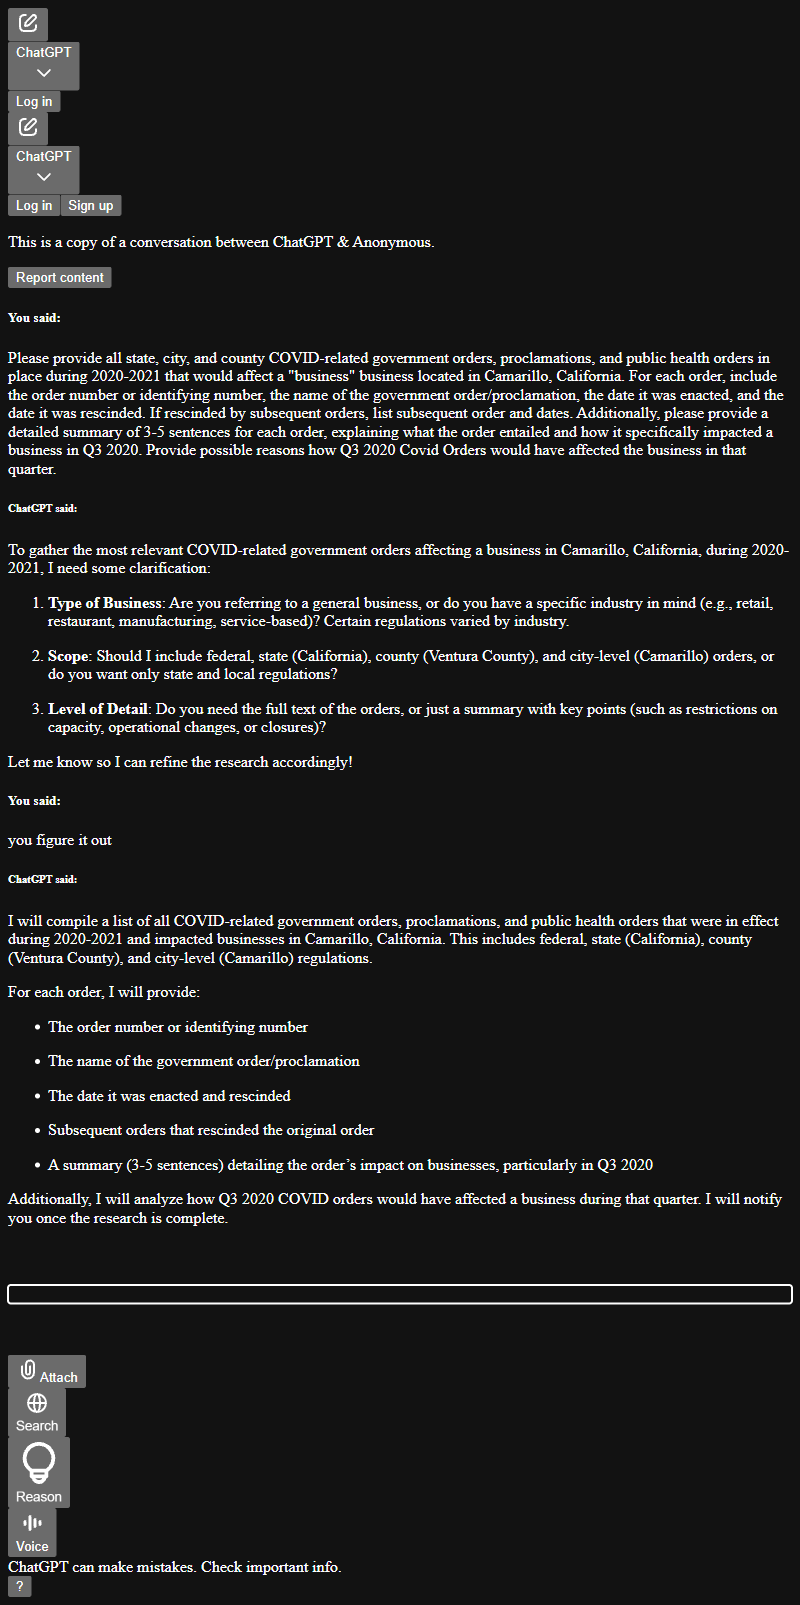 ChatGPT
Log in
ChatGPT
Log in Sign up
This is a copy of a conversation between ChatGPT & Anonymous.
Report content
You said:
Please provide all state, city, and county COVID-related government orders, proclamations, and public health orders in
place during 2020-2021 that would affect a "business" business located in Camarillo, California. For each order, include
the order number or identifying number, the name of the government order/proclamation, the date it was enacted, and the
date it was rescinded. If rescinded by subsequent orders, list subsequent order and dates. Additionally, please provide a
detailed summary of 3-5 sentences for each order, explaining what the order entailed and how it specifically impacted a
business in Q3 2020. Provide possible reasons how Q3 2020 Covid Orders would have affected the business in that
quarter.
ChatGPT said:
To gather the most relevant COVID-related government orders affecting a business in Camarillo, California, during 2020-
2021, I need some clarification:
1. Type of Business: Are you referring to a general business, or do you have a specific industry in mind (e.g., retail,
restaurant, manufacturing, service-based)? Certain regulations varied by industry.
2. Scope: Should I include federal, state (California), county (Ventura County), and city-level (Camarillo) orders, or
do you want only state and local regulations?
3. Level of Detail: Do you need the full text of the orders, or just a summary with key points (such as restrictions on
capacity, operational changes, or closures)?
Let me know so I can refine the research accordingly!
You said:
you figure it out
ChatGPT said:
I will compile a list of all COVID-related government orders, proclamations, and public health orders that were in effect
during 2020-2021 and impacted businesses in Camarillo, California. This includes federal, state (California), county
(Ventura County), and city-level (Camarillo) regulations.
For each order, I will provide:
• The order number or identifying number
• The name of the government order/proclamation
• The date it was enacted and rescinded
• Subsequent orders that rescinded the original order
• A summary (3-5 sentences) detailing the order’s impact on businesses, particularly in Q3 2020
Additionally, I will analyze how Q3 2020 COVID orders would have affected a business during that quarter. I will notify
you once the research is complete.
Attach
Search
Reason
Voice
ChatGPT can make mistakes. Check important info.
?